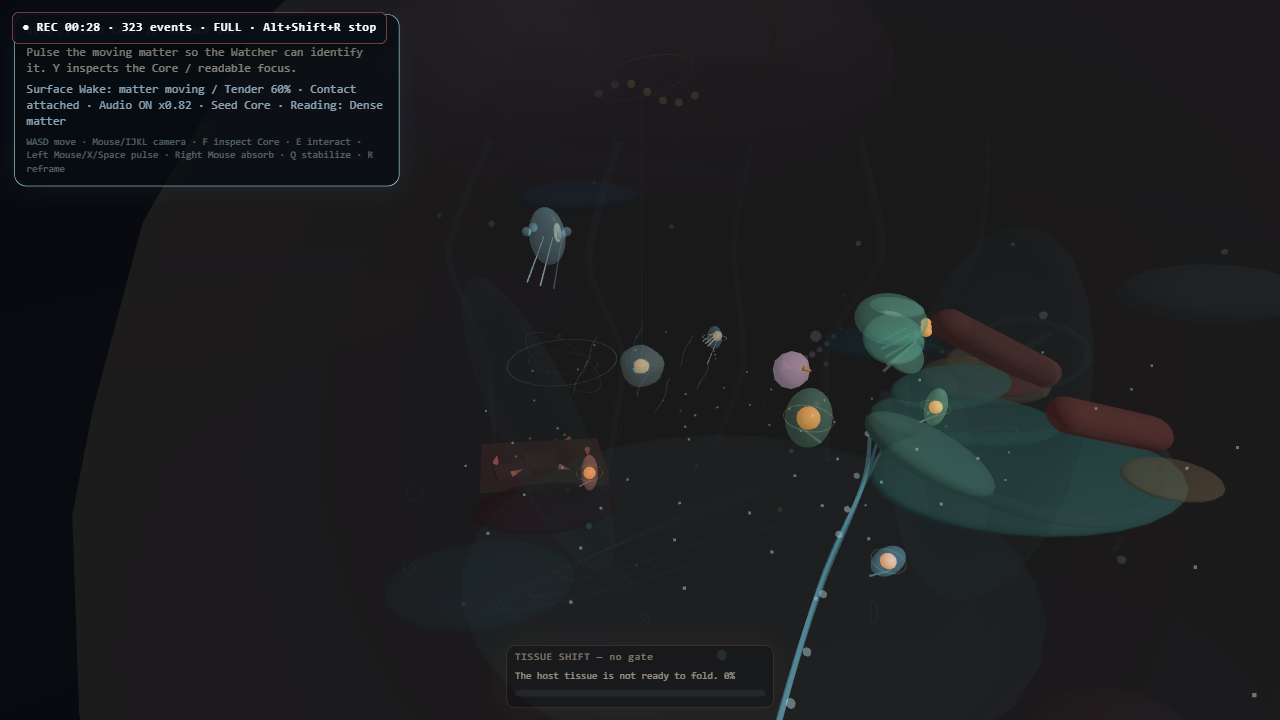 ● REC 00:28 · 323 events · FULL · Alt+Shift+R stop
Pulse the moving matter so the Watcher can identify
it. Y inspects the Core / readable focus.
Surface Wake: matter moving / Tender 60% · Contact
attached · Audio ON x0.82 · Seed Core · Reading: Dense
matter
WASD move · Mouse/IJKL camera · F inspect Core · E interact ·
Left Mouse/X/Space pulse · Right Mouse absorb · Q stabilize · R
reframe
TISSUE SHIFT — no gate
The host tissue is not ready to fold. 0%